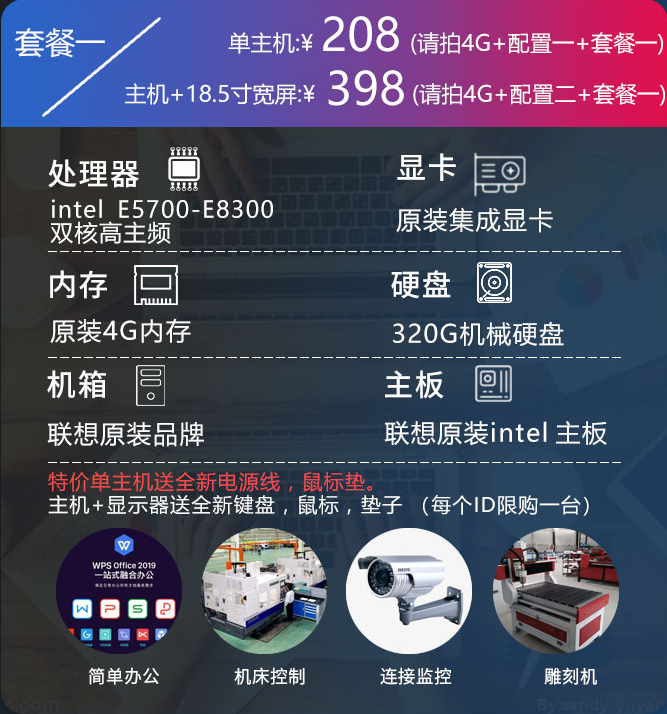 套餐一
单主机:¥ 208 (请拍4G+配置一+套餐一)
主机+18.5寸宽屏:¥ 398 (请拍4G+配置二+套餐一)
处理器
intel E5700-E8300
双核高主频
显卡
原装集成显卡
内存
原装4G内存
硬盘
320G机械硬盘
机箱
联想原装品牌
主板
联想原装intel 主板
特价单主机送全新电源线，鼠标垫。
主机+显示器送全新键盘，鼠标，垫子 （每个ID限购一台）
WPS Office 2019
一站式融合办公
W P S P
简单办公
机床控制
连接监控
雕刻机
com
By:sandy_yuyan